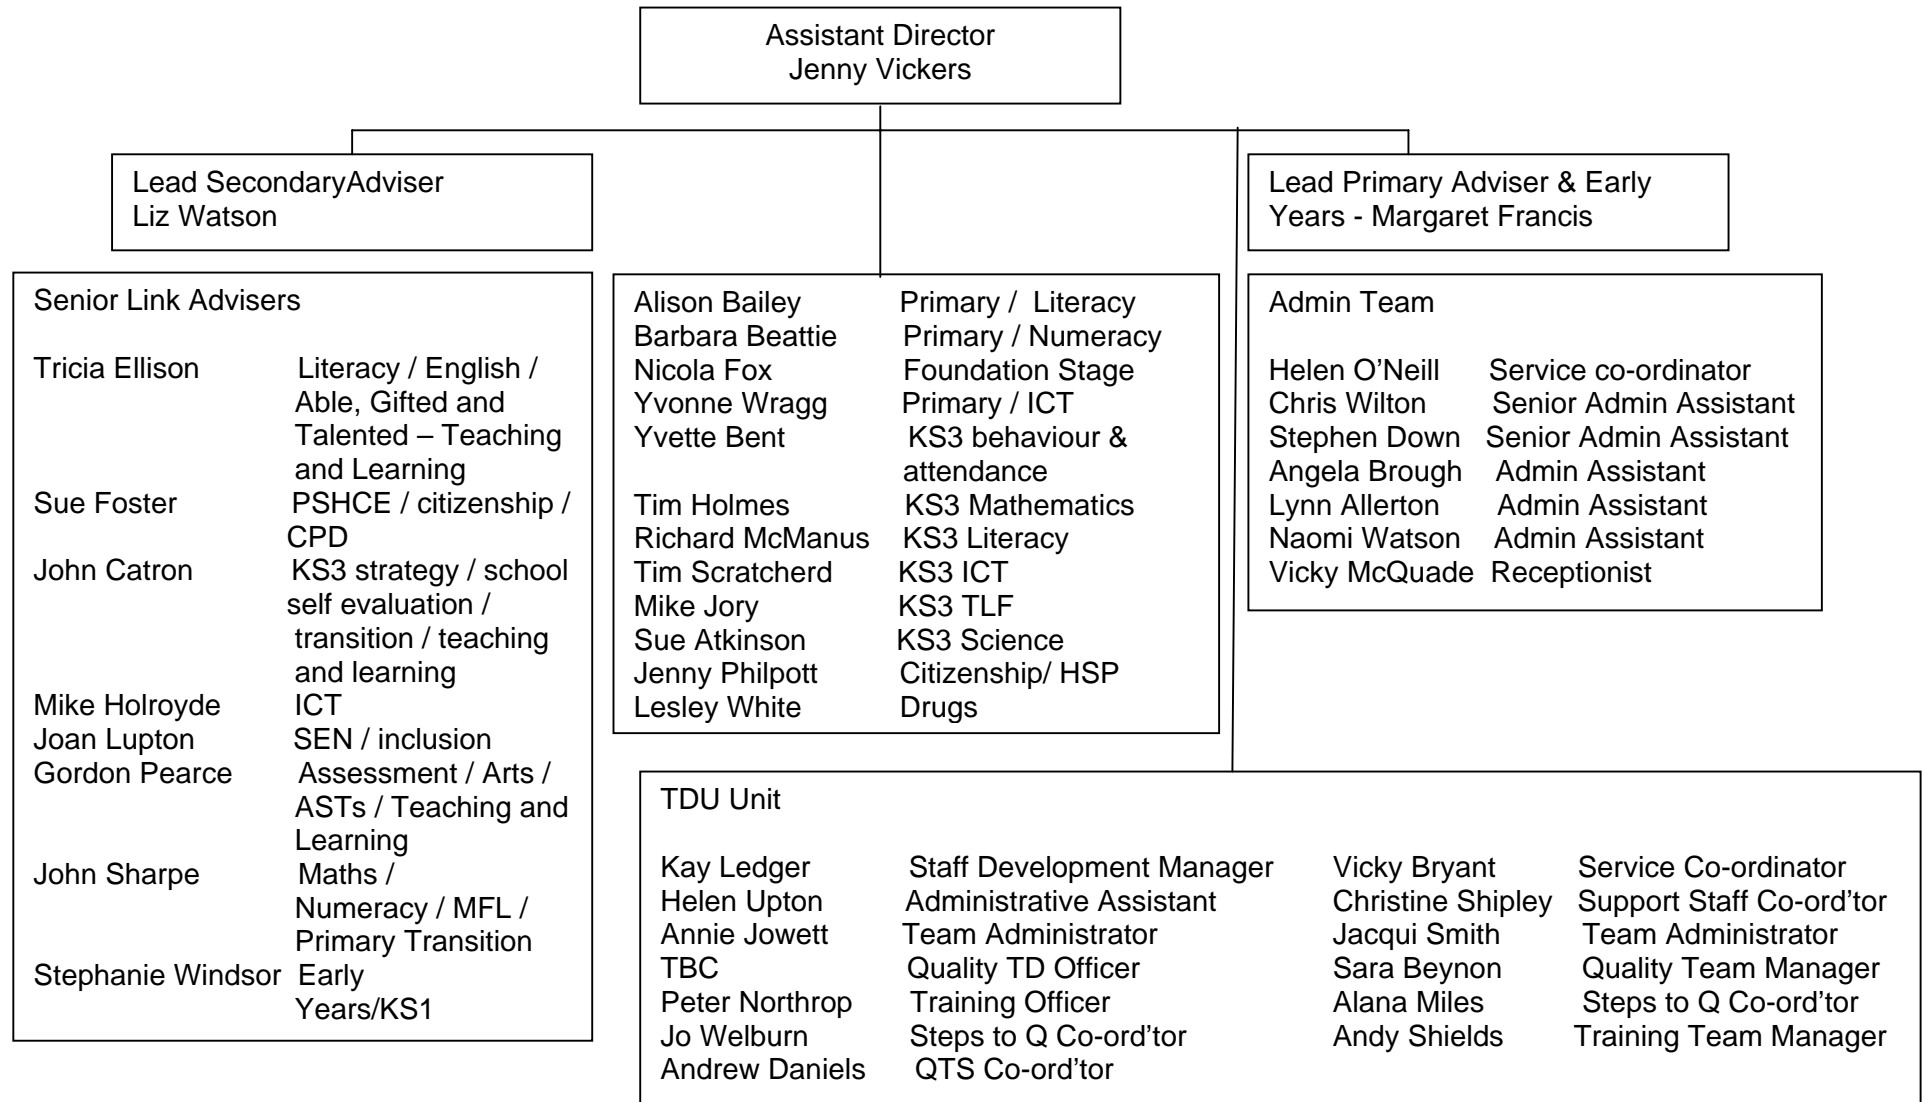 Assistant Director
Jenny Vickers
Lead SecondaryAdviser
Liz Watson
Lead Primary Adviser & Early
Years - Margaret Francis
Senior Link Advisers
Tricia Ellison Literacy / English /
Able, Gifted and
Talented – Teaching
and Learning
Sue Foster PSHCE / citizenship /
CPD
John Catron KS3 strategy / school
self evaluation /
transition / teaching
and learning
Mike Holroyde ICT
Joan Lupton SEN / inclusion
Gordon Pearce Assessment / Arts /
ASTs / Teaching and
Learning
John Sharpe Maths /
Numeracy / MFL /
Primary Transition
Stephanie Windsor Early
Years/KS1
Alison Bailey Primary / Literacy
Barbara Beattie Primary / Numeracy
Nicola Fox Foundation Stage
Yvonne Wragg Primary / ICT
Yvette Bent KS3 behaviour &
attendance
Tim Holmes KS3 Mathematics
Richard McManus KS3 Literacy
Tim Scratcherd KS3 ICT
Mike Jory KS3 TLF
Sue Atkinson KS3 Science
Jenny Philpott Citizenship/ HSP
Lesley White Drugs
Admin Team
Helen O’Neill Service co-ordinator
Chris Wilton Senior Admin Assistant
Stephen Down Senior Admin Assistant
Angela Brough Admin Assistant
Lynn Allerton Admin Assistant
Naomi Watson Admin Assistant
Vicky McQuade Receptionist
TDU Unit
Kay Ledger Staff Development Manager Vicky Bryant Service Co-ordinator
Helen Upton Administrative Assistant Christine Shipley Support Staff Co-ord’tor
Annie Jowett Team Administrator Jacqui Smith Team Administrator
TBC Quality TD Officer Sara Beynon Quality Team Manager
Peter Northrop Training Officer Alana Miles Steps to Q Co-ord’tor
Jo Welburn Steps to Q Co-ord’tor Andy Shields Training Team Manager
Andrew Daniels QTS Co-ord’tor